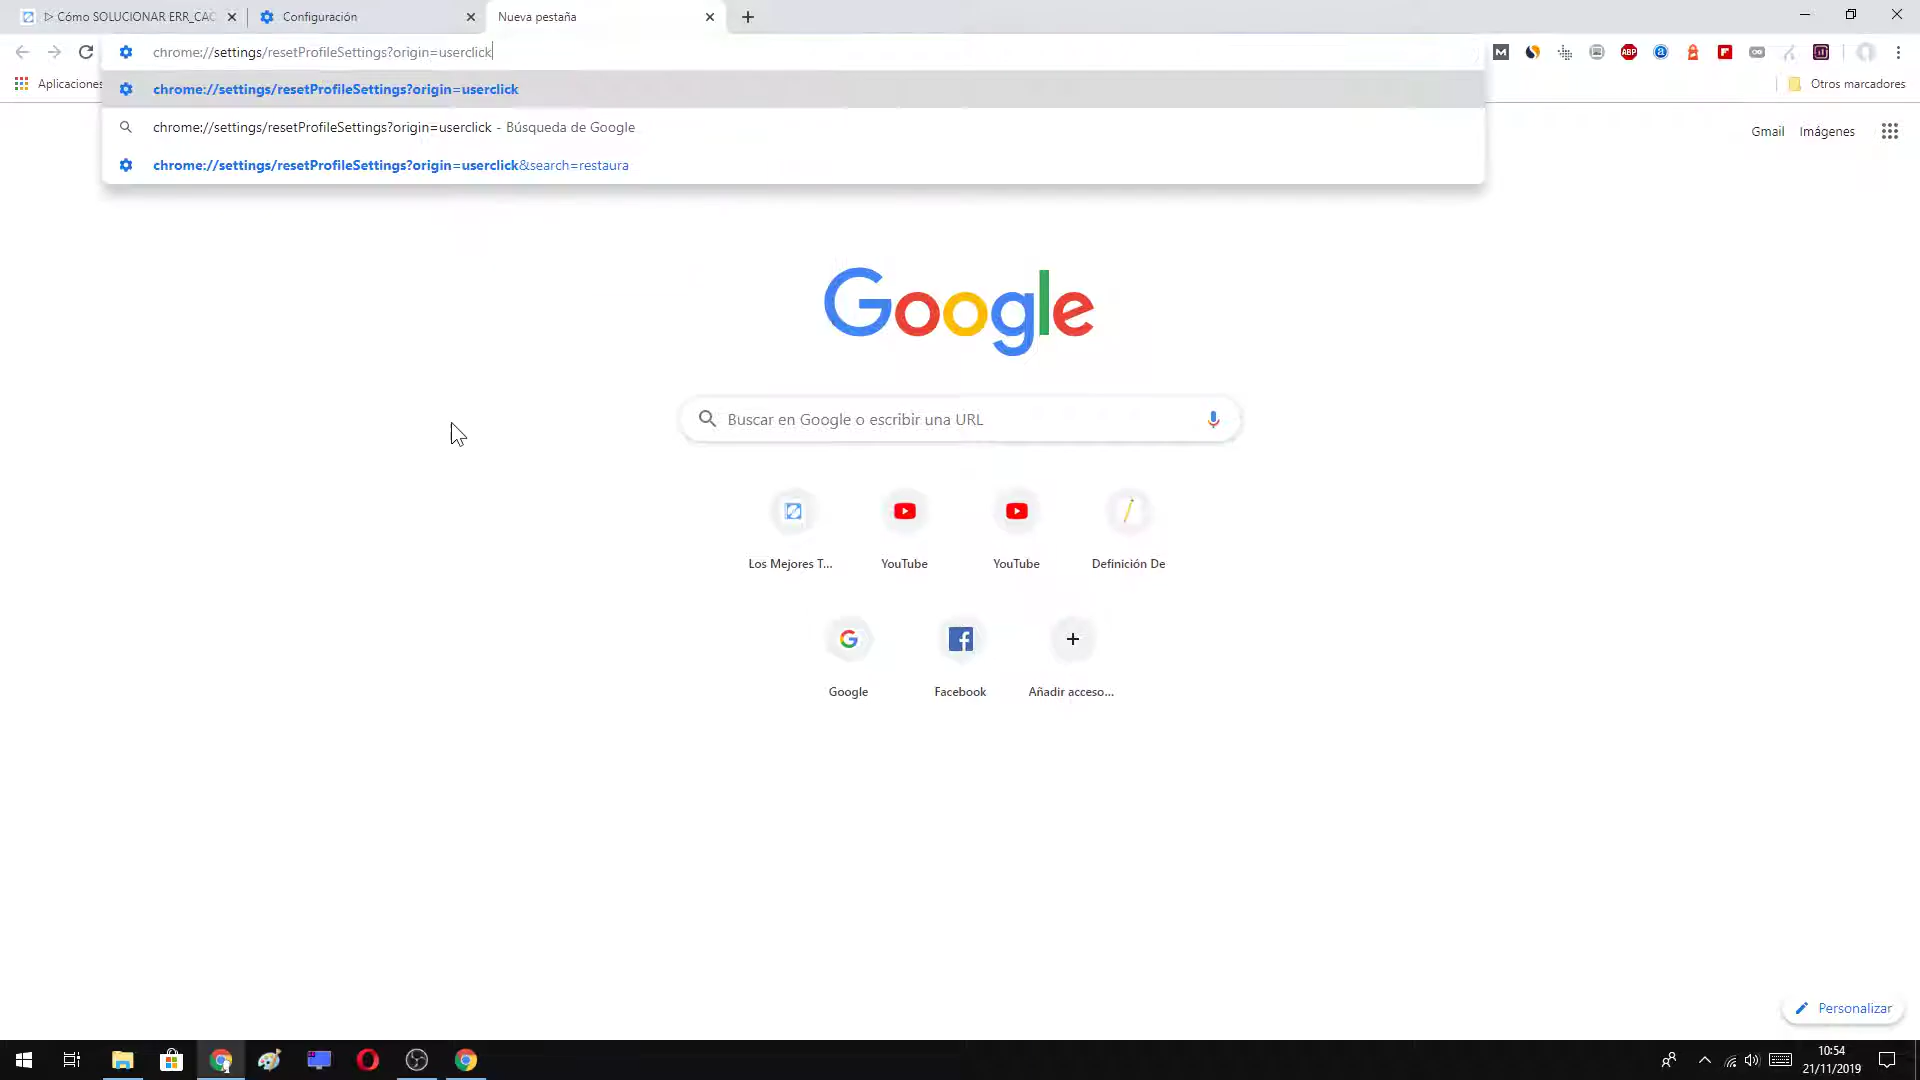 ▷ Cómo SOLUCIONAR ERR_CAC
Configuración
Nueva pestaña
chrome://settings/resetProfileSettings?origin=userclick
ABP
Aplicaciones
Otros marcadores
chrome://settings/resetProfileSettings?origin=userclick
chrome://settings/resetProfileSettings?origin=userclick - Búsqueda de Google
chrome://settings/resetProfileSettings?origin=userclick&search=restaura
Gmail
Imágenes
Google
Buscar en Google o escribir una URL
Los Mejores T...
YouTube
YouTube
Definición De
Google
Facebook
Añadir acceso...
Personalizar
10:54
21/11/2019